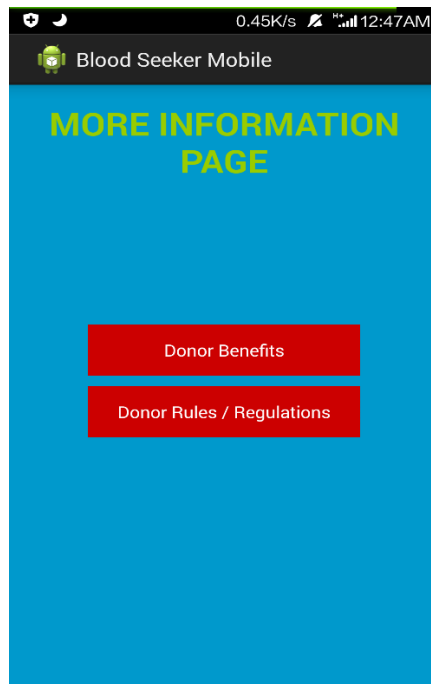 0.45K/s H+ 12:47AM
Blood Seeker Mobile
MORE INFORMATION
PAGE
Donor Benefits
Donor Rules / Regulations